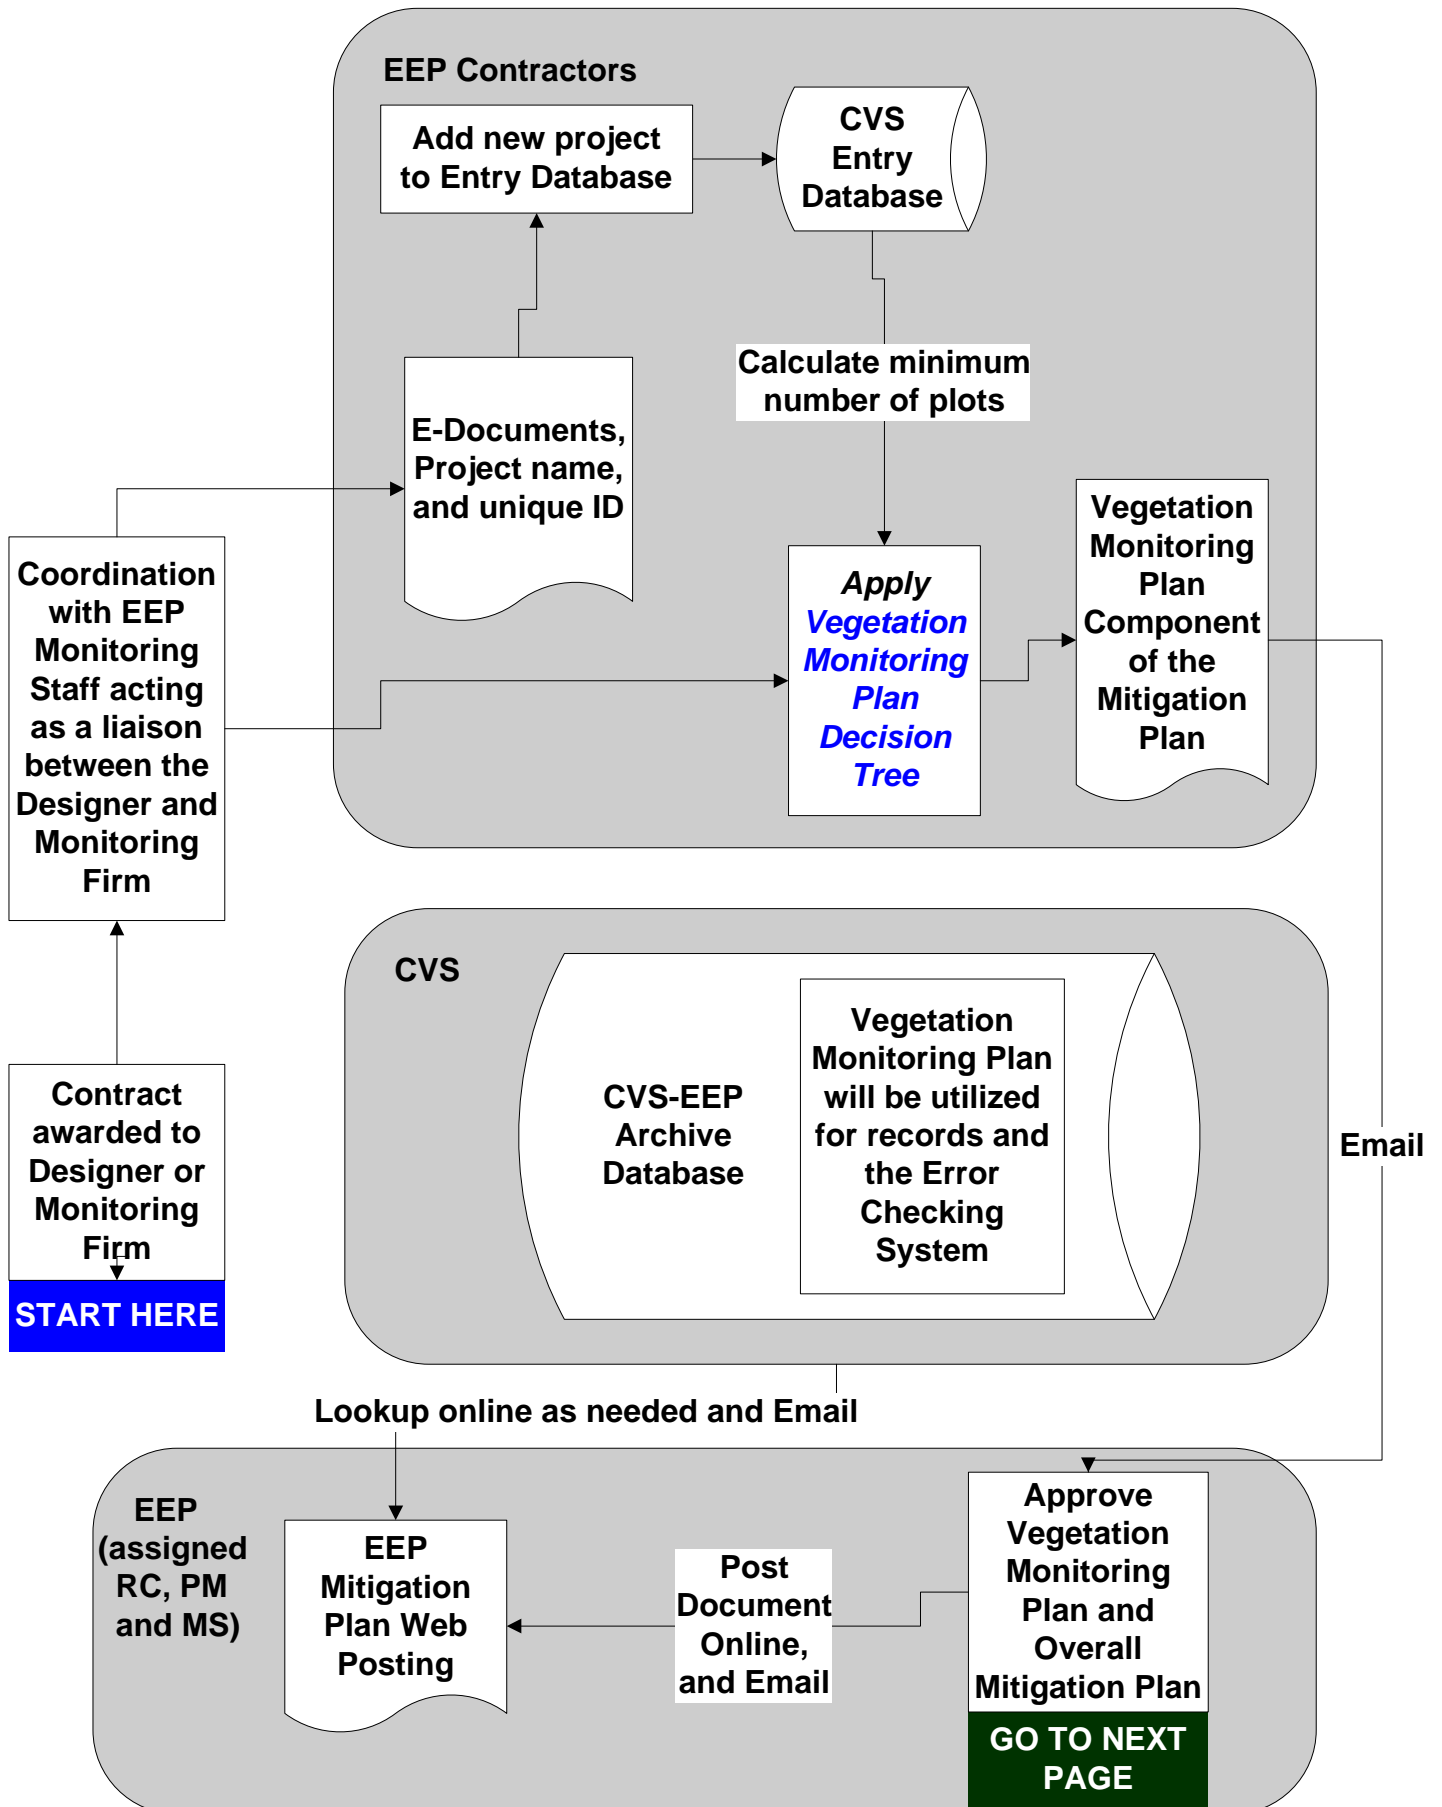 EEP Contractors
Add new project
to Entry Database
CVS
Entry
Database
Calculate minimum
number of plots
E-Documents,
Project name,
and unique ID
Coordination
with EEP
Monitoring
Staff acting
as a liaison
between the
Designer and
Monitoring
Firm
Apply
Vegetation
Monitoring
Plan
Decision
Tree
Vegetation
Monitoring
Plan
Component
of the
Mitigation
Plan
Contract
awarded to
Designer or
Monitoring
Firm
START HERE
CVS
CVS-EEP
Archive
Database
Vegetation
Monitoring Plan
will be utilized
for records and
the Error
Checking
System
Email
Lookup online as needed and Email
EEP
(assigned
RC, PM
and MS)
EEP
Mitigation
Plan Web
Posting
Post
Document
Online,
and Email
Approve
Vegetation
Monitoring
Plan and
Overall
Mitigation Plan
GO TO NEXT
PAGE